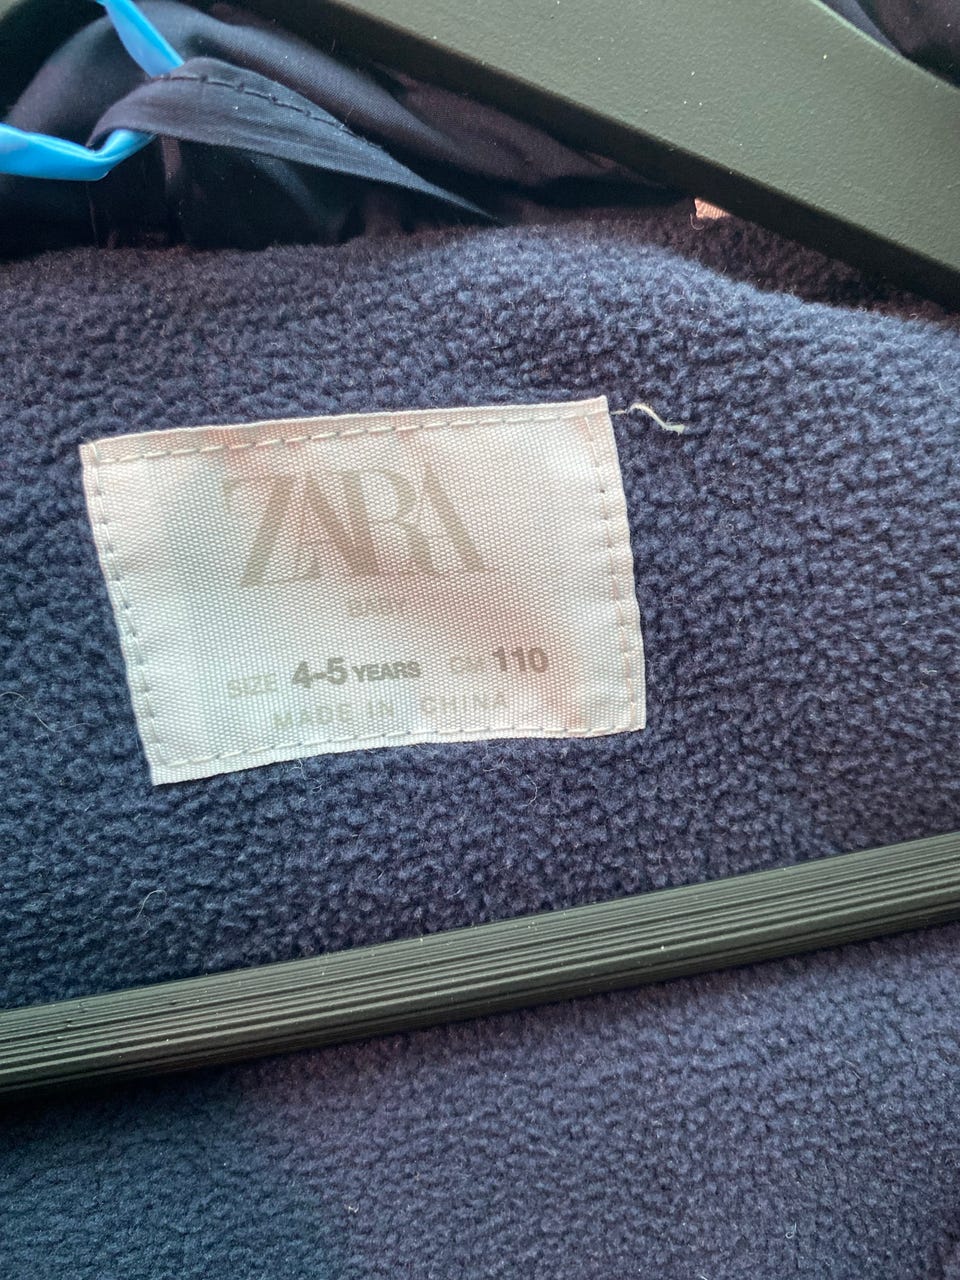 ZARA
BABY
SIZE 4-5 YEARS CM 110
MADE IN CHINA